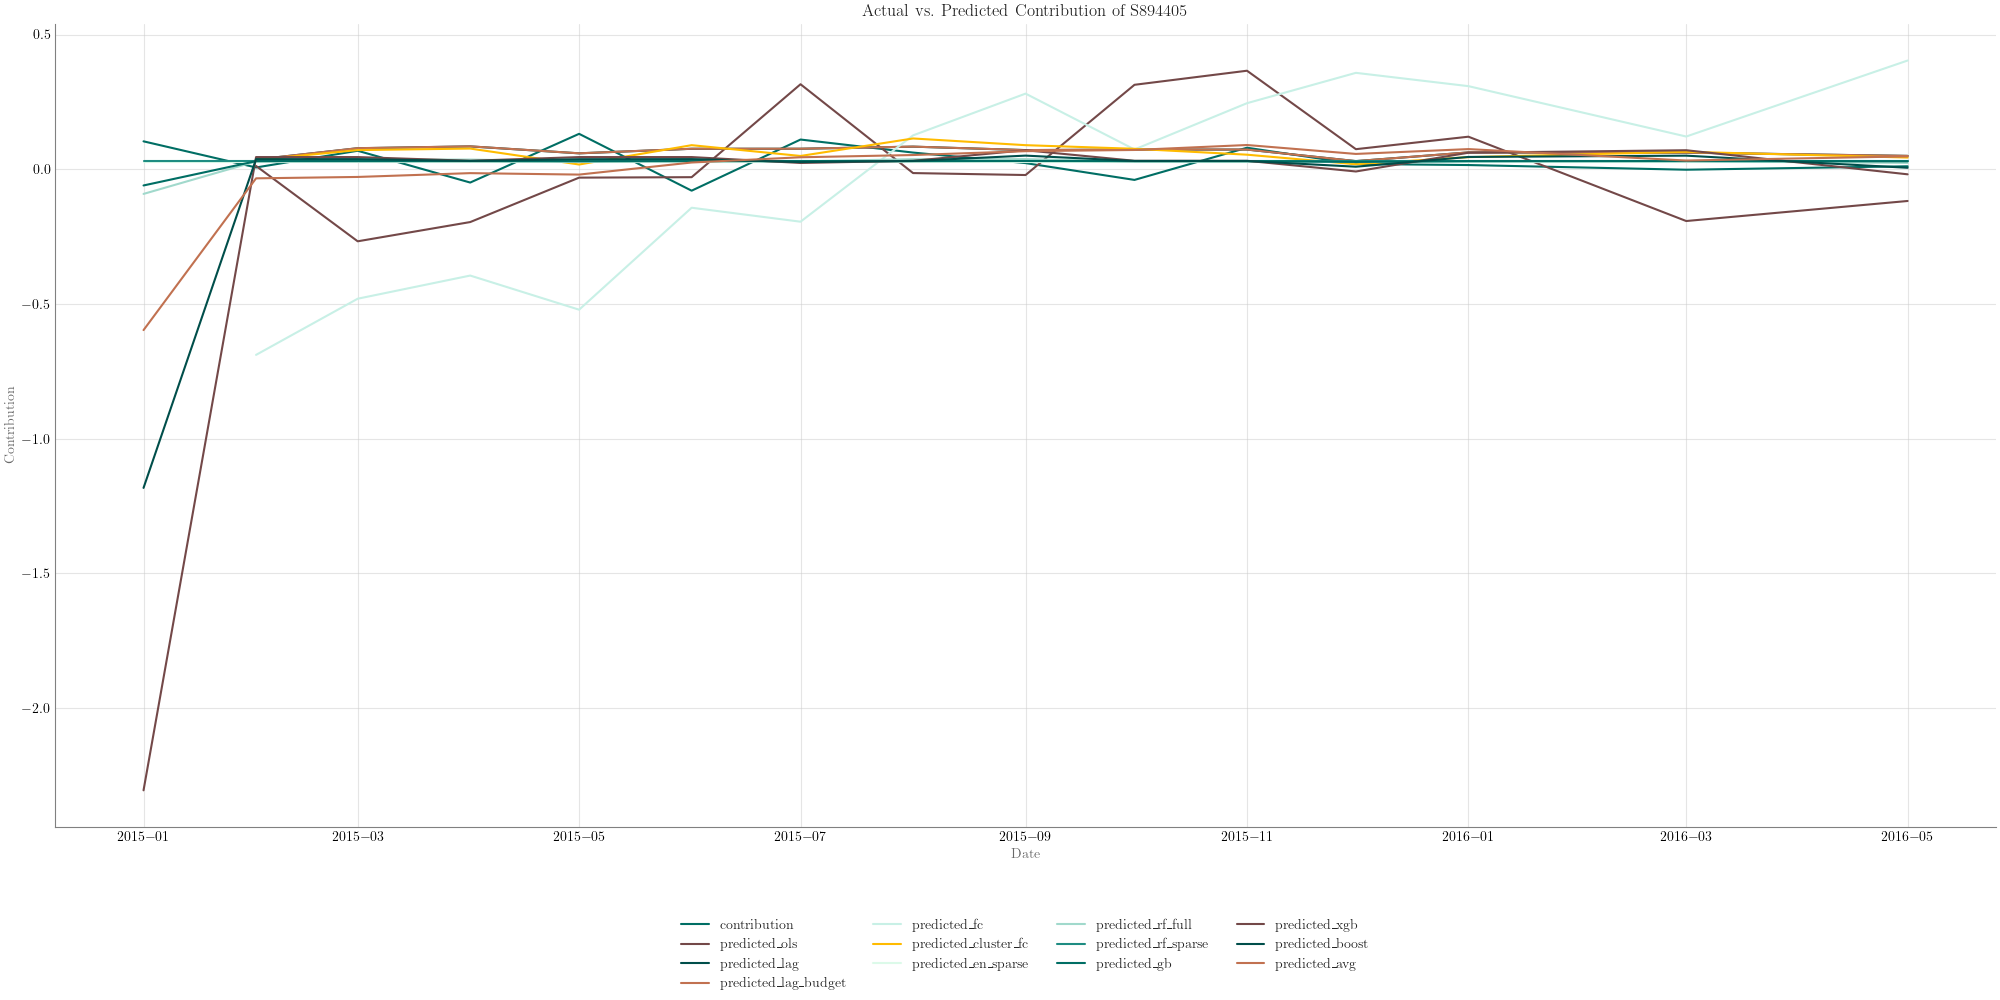 Actual vs. Predicted Contribution of S894405
0.5
0.0
−0.5
−1.0
−1.5
−2.0
Contribution
2015−01 2015−03 2015−05 2015−07 2015−09 2015−11 2016−01 2016−03 2016−05
Date
contribution predicted_fc predicted_rf_full predicted_xgb
predicted_ols predicted_cluster_fc predicted_rf_sparse predicted_boost
predicted_lag predicted_en_sparse predicted_gb predicted_avg
predicted_lag_budget